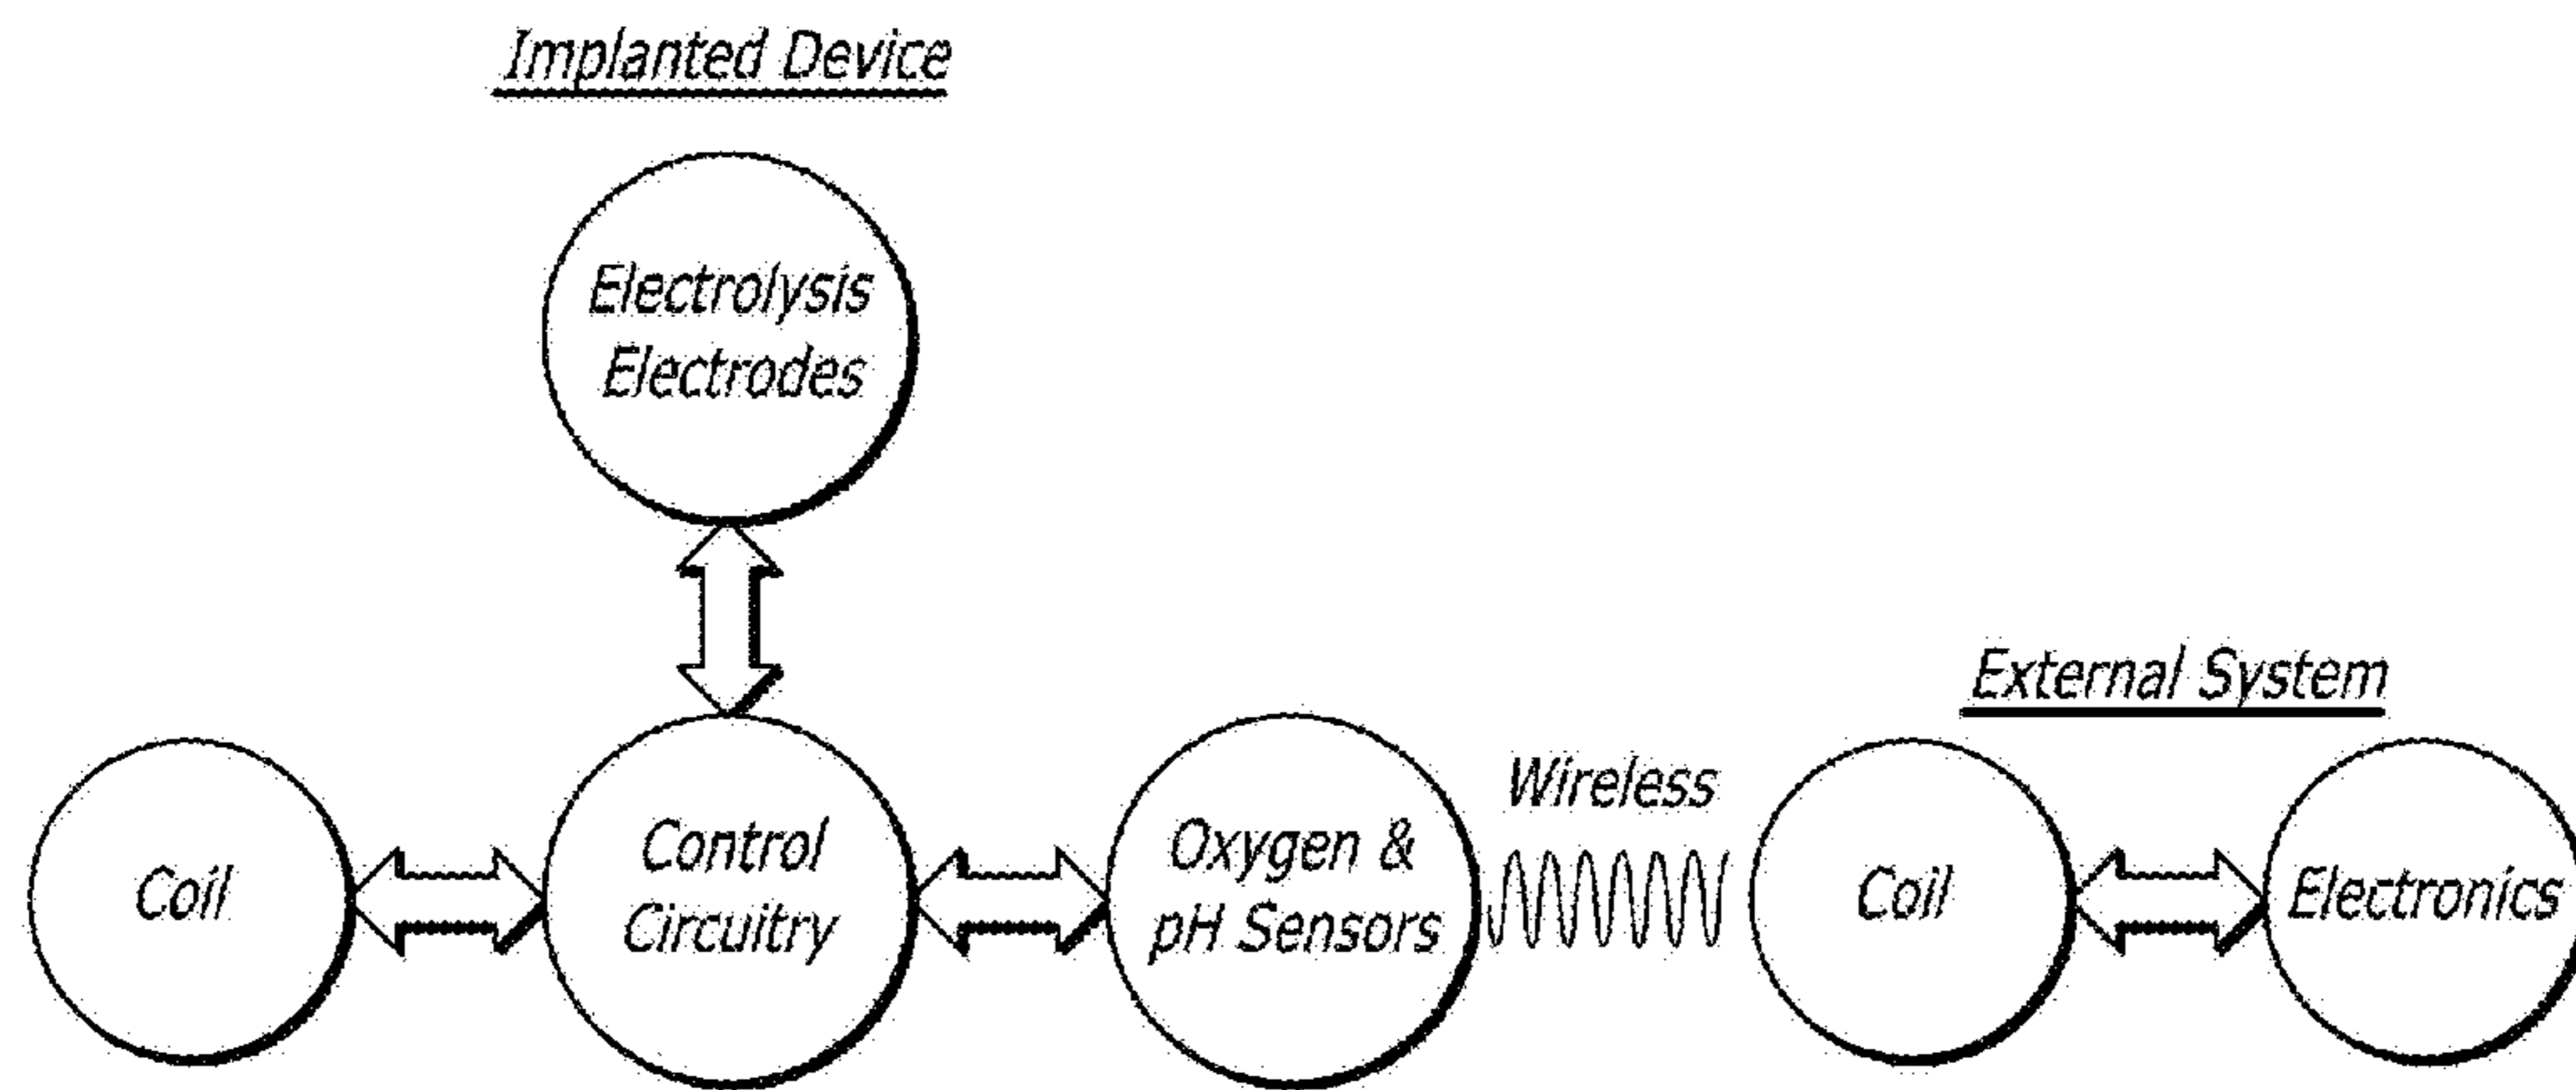 Implanted Device
Electrolysis
Electrodes
External System
Wireless
Coil
Control
Circuitry
Oxygen &
pH Sensors
Coil
Electronics